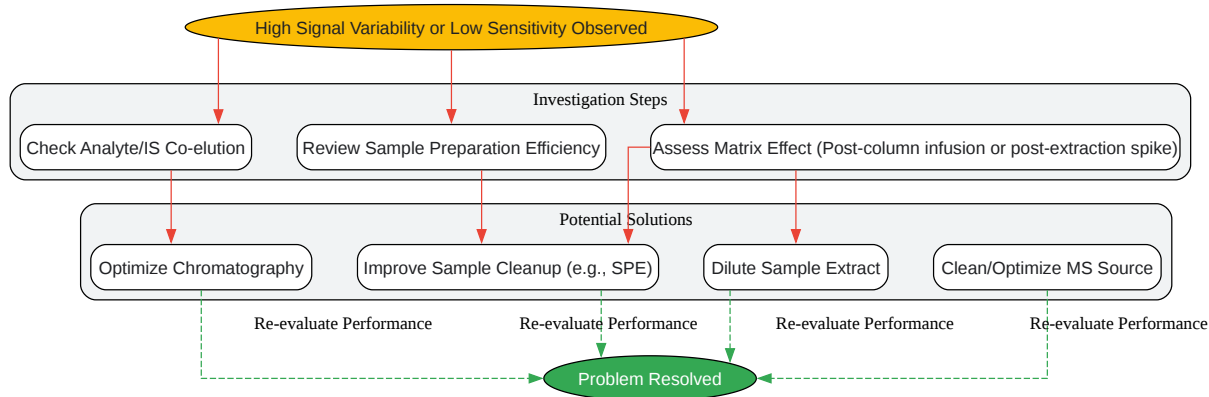 High Signal Variability or Low Sensitivity Observed
Investigation Steps
Check Analyte/IS Co-elution
Review Sample Preparation Efficiency
Assess Matrix Effect (Post-column infusion or post-extraction spike)
Potential Solutions
Optimize Chromatography
Improve Sample Cleanup (e.g., SPE)
Dilute Sample Extract
Clean/Optimize MS Source
Re-evaluate Performance
Re-evaluate Performance
Re-evaluate Performance
Re-evaluate Performance
Problem Resolved